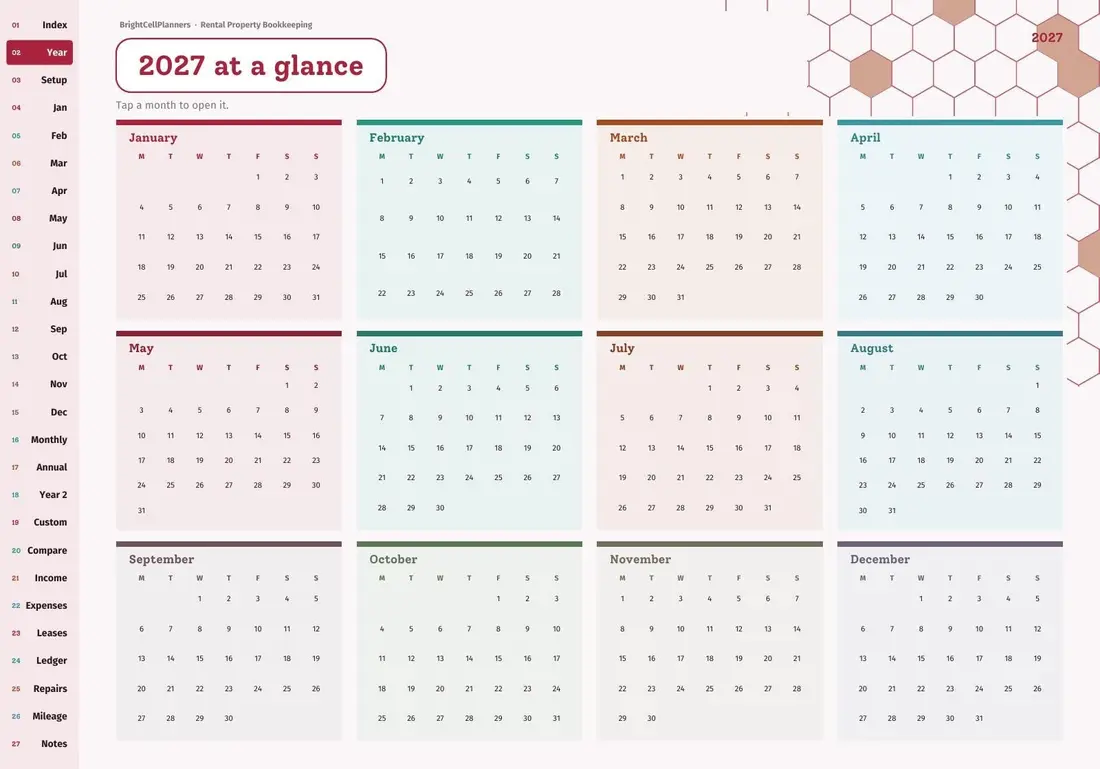 01 Index
02 Year
03 Setup
04 Jan
05 Feb
06 Mar
07 Apr
08 May
09 Jun
10 Jul
11 Aug
12 Sep
13 Oct
14 Nov
15 Dec
16 Monthly
17 Annual
18 Year 2
19 Custom
20 Compare
21 Income
22 Expenses
23 Leases
24 Ledger
25 Repairs
26 Mileage
27 Notes
BrightCellPlanners · Rental Property Bookkeeping
2027
2027 at a glance
Tap a month to open it.
January
M T W T F S S
1 2 3
4 5 6 7 8 9 10
11 12 13 14 15 16 17
18 19 20 21 22 23 24
25 26 27 28 29 30 31
February
M T W T F S S
1 2 3 4 5 6 7
8 9 10 11 12 13 14
15 16 17 18 19 20 21
22 23 24 25 26 27 28
March
M T W T F S S
1 2 3 4 5 6 7
8 9 10 11 12 13 14
15 16 17 18 19 20 21
22 23 24 25 26 27 28
29 30 31
April
M T W T F S S
1 2 3 4
5 6 7 8 9 10 11
12 13 14 15 16 17 18
19 20 21 22 23 24 25
26 27 28 29 30
May
M T W T F S S
1 2
3 4 5 6 7 8 9
10 11 12 13 14 15 16
17 18 19 20 21 22 23
24 25 26 27 28 29 30
31
June
M T W T F S S
1 2 3 4 5 6
7 8 9 10 11 12 13
14 15 16 17 18 19 20
21 22 23 24 25 26 27
28 29 30
July
M T W T F S S
1 2 3 4
5 6 7 8 9 10 11
12 13 14 15 16 17 18
19 20 21 22 23 24 25
26 27 28 29 30 31
August
M T W T F S S
1
2 3 4 5 6 7 8
9 10 11 12 13 14 15
16 17 18 19 20 21 22
23 24 25 26 27 28 29
30 31
September
M T W T F S S
1 2 3 4 5
6 7 8 9 10 11 12
13 14 15 16 17 18 19
20 21 22 23 24 25 26
27 28 29 30
October
M T W T F S S
1 2 3
4 5 6 7 8 9 10
11 12 13 14 15 16 17
18 19 20 21 22 23 24
25 26 27 28 29 30 31
November
M T W T F S S
1 2 3 4 5 6 7
8 9 10 11 12 13 14
15 16 17 18 19 20 21
22 23 24 25 26 27 28
29 30
December
M T W T F S S
1 2 3 4 5
6 7 8 9 10 11 12
13 14 15 16 17 18 19
20 21 22 23 24 25 26
27 28 29 30 31